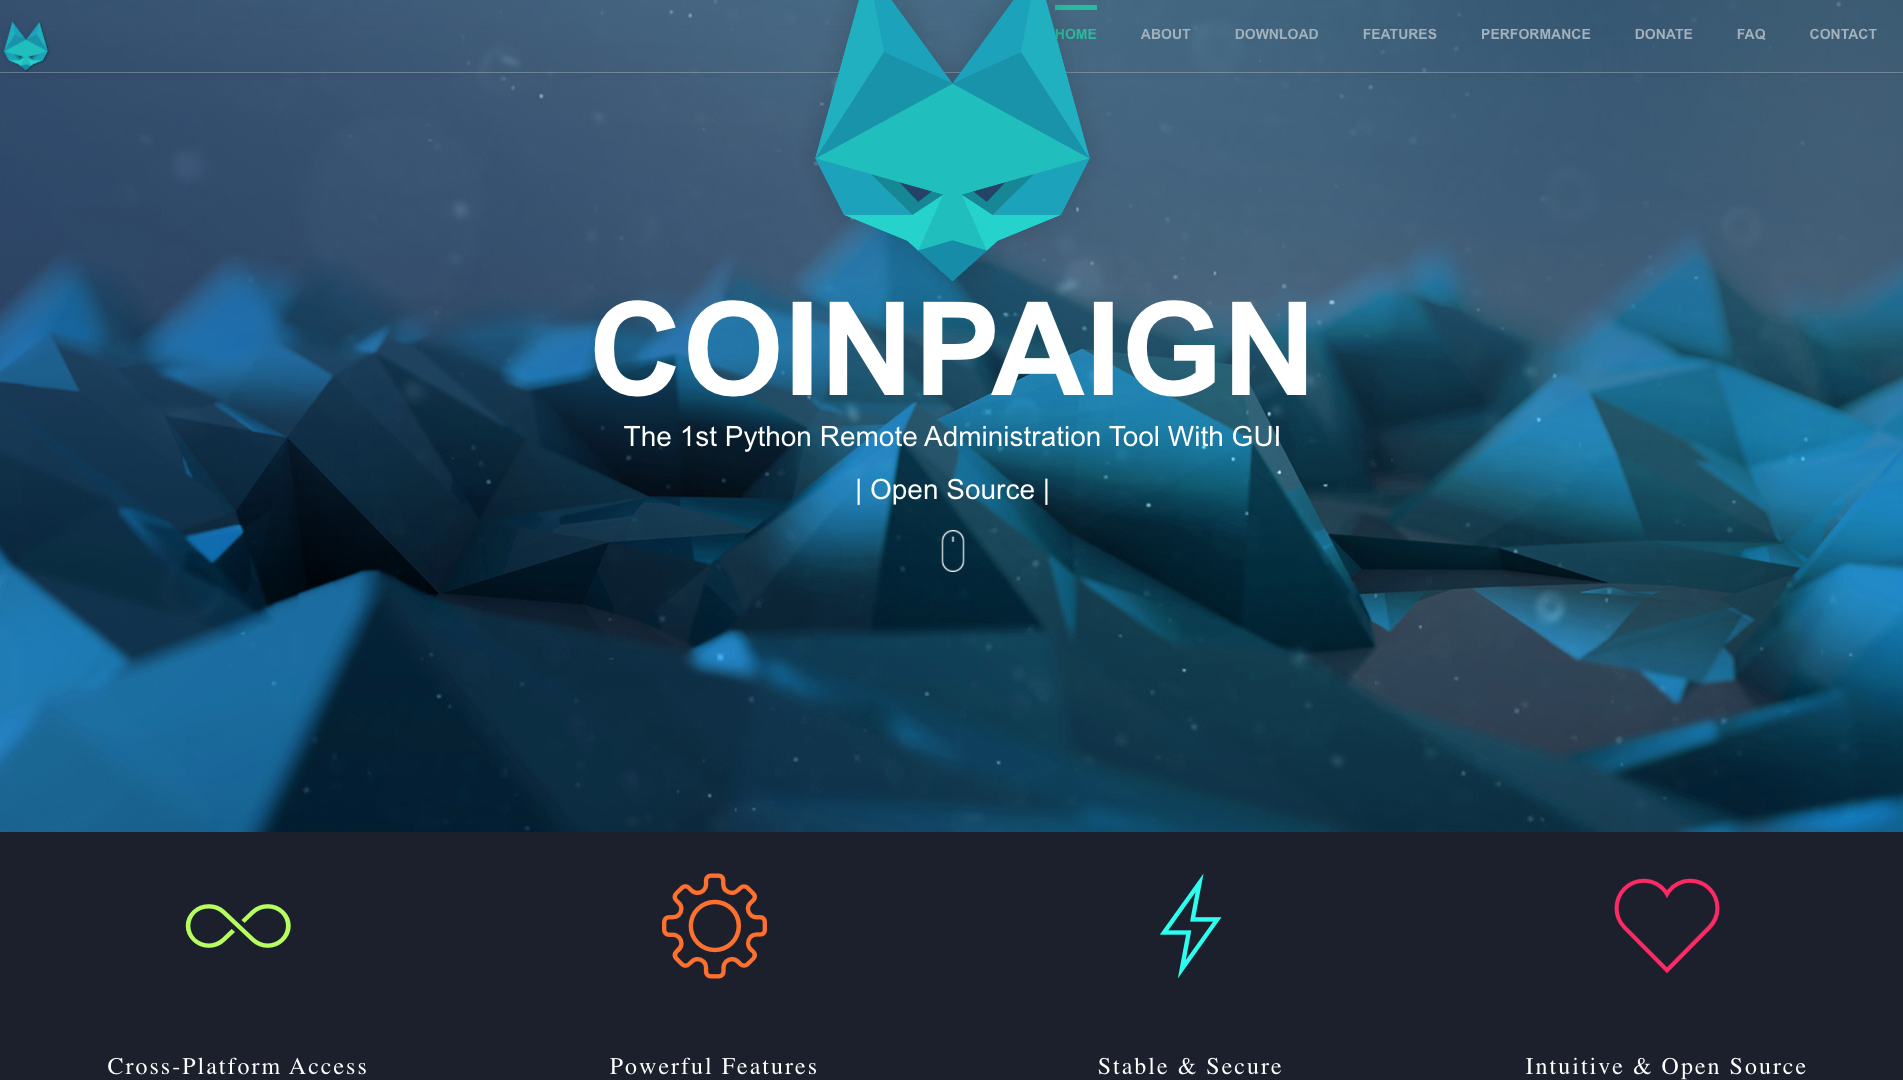 HOME
ABOUT
DOWNLOAD
FEATURES
PERFORMANCE
DONATE
FAQ
CONTACT
COINPAIGN
The 1st Python Remote Administration Tool With GUI
| Open Source |
Cross-Platform Access
Powerful Features
Stable & Secure
Intuitive & Open Source